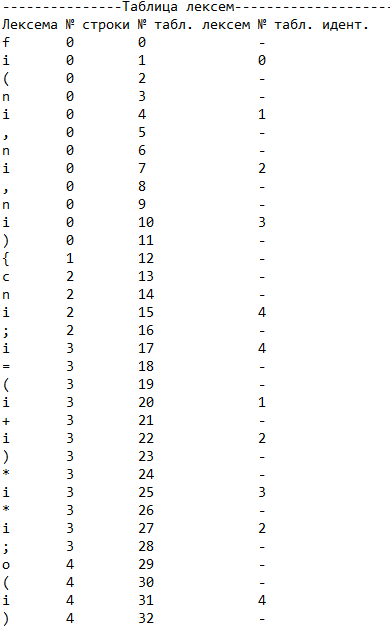 ---------------Таблица лексем--------------------
Лексема № строки № табл. лексем № табл. идент.
f 0 0 -
i 0 1 0
( 0 2 -
n 0 3 -
i 0 4 1
, 0 5 -
n 0 6 -
i 0 7 2
, 0 8 -
n 0 9 -
i 0 10 3
) 0 11 -
{ 1 12 -
c 2 13 -
n 2 14 -
i 2 15 4
; 2 16 -
i 3 17 4
= 3 18 -
( 3 19 -
i 3 20 1
+ 3 21 -
i 3 22 2
) 3 23 -
* 3 24 -
i 3 25 3
* 3 26 -
i 3 27 2
; 3 28 -
o 4 29 -
( 4 30 -
i 4 31 4
) 4 32 -